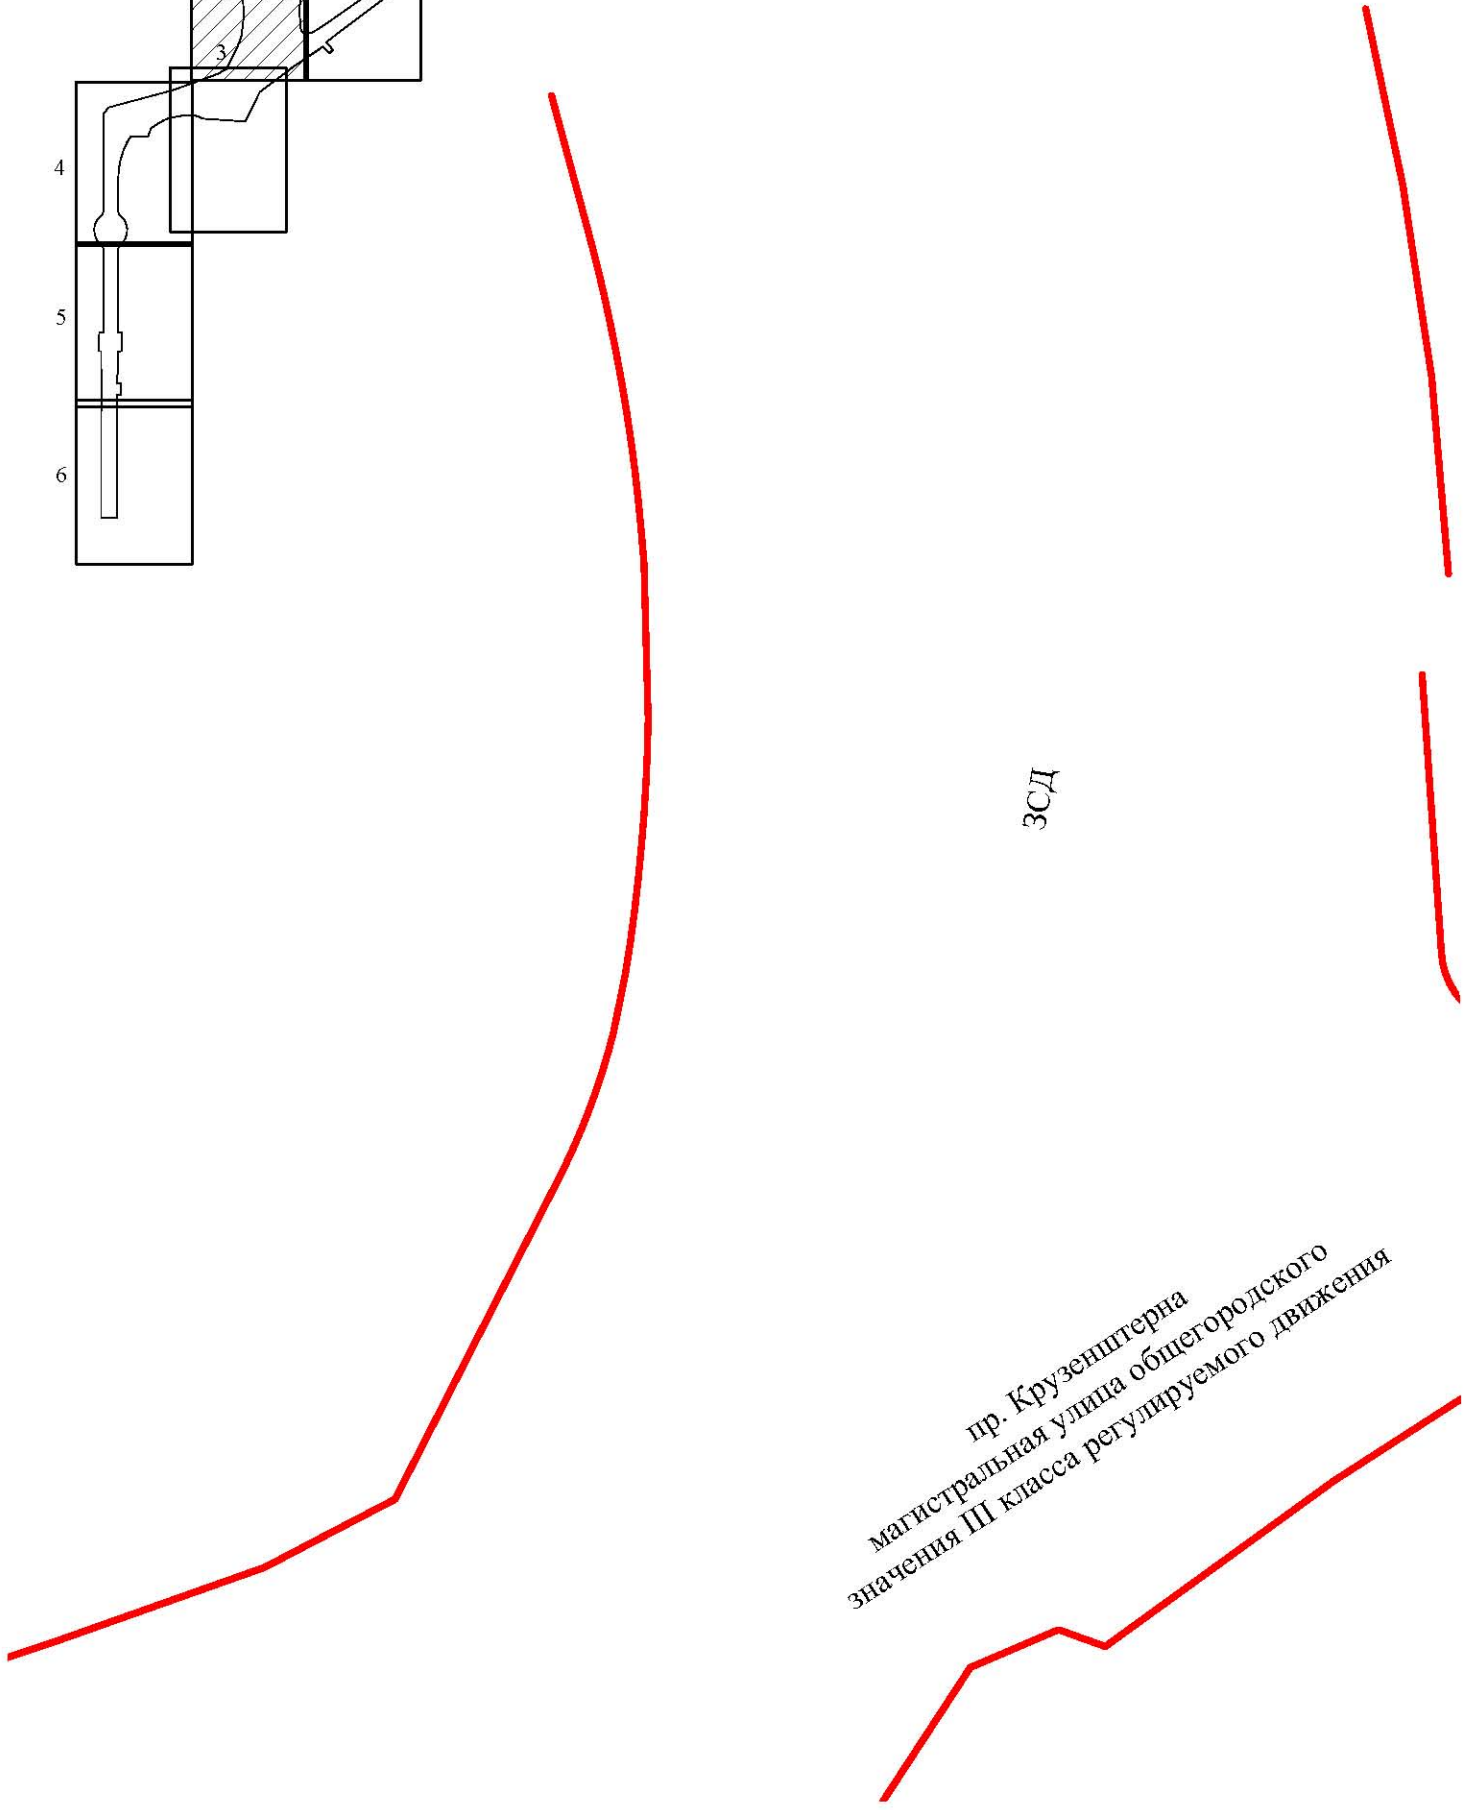 3
4
5
6
ЗСД
пр. Крузенштерна
магистральная улица общегородского
значения III класса регулируемого движения